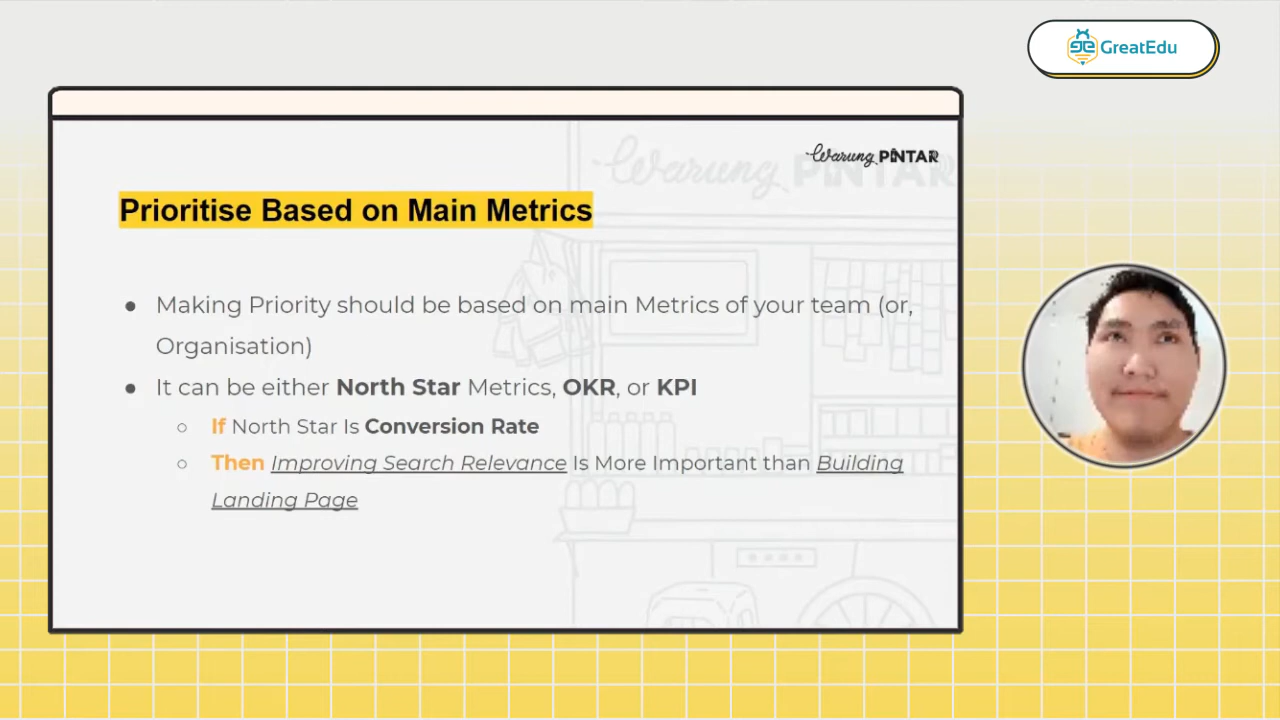 GreatEdu
Warung PINTAR
Prioritise Based on Main Metrics
● Making Priority should be based on main Metrics of your team (or,
Organisation)
● It can be either North Star Metrics, OKR, or KPI
○ If North Star Is Conversion Rate
○ Then Improving Search Relevance Is More Important than Building
Landing Page